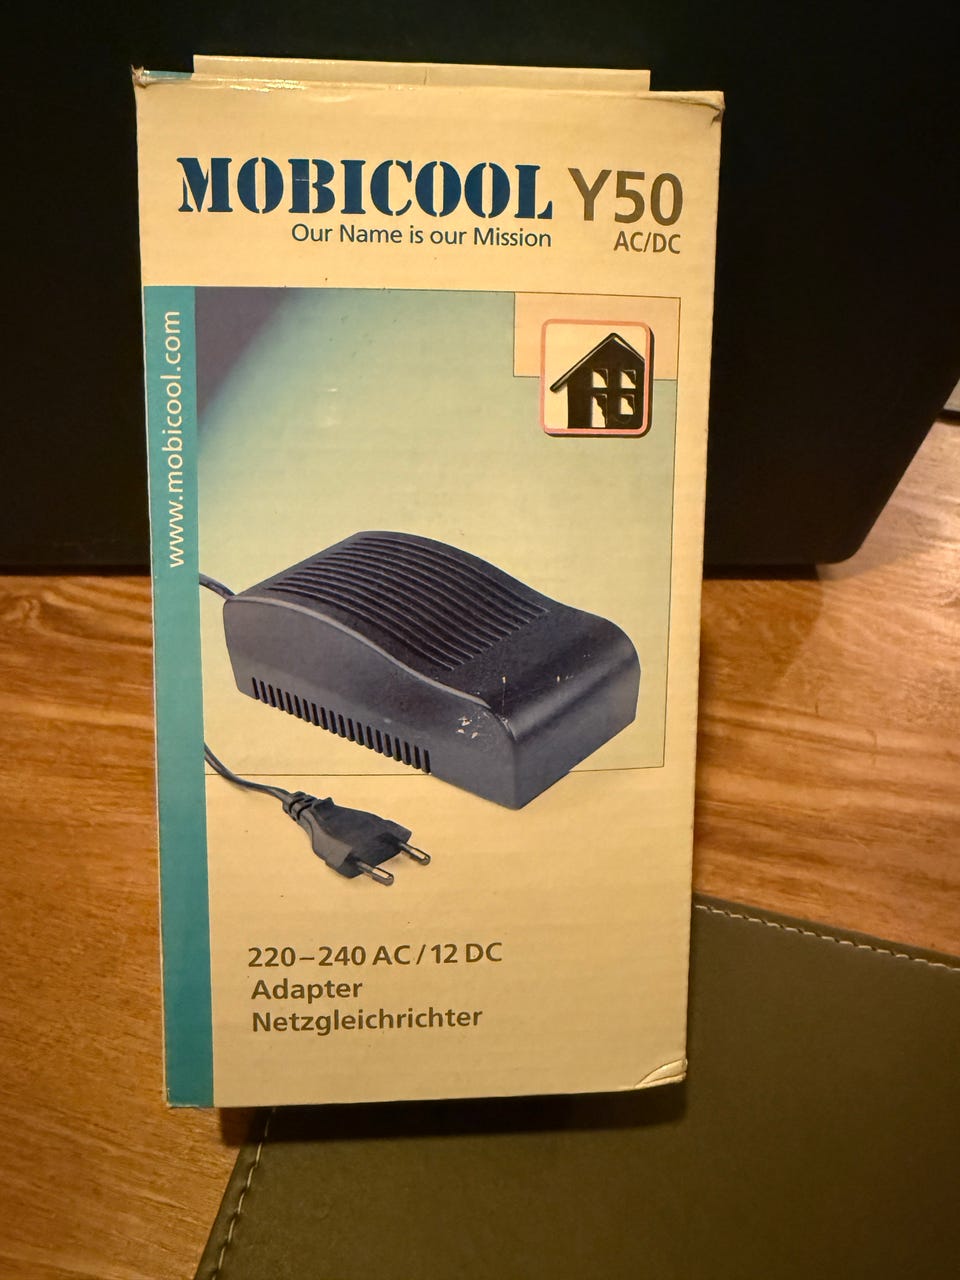 MOBICOOL Y50
Our Name is our Mission AC/DC
www.mobicool.com
220–240 AC / 12 DC
Adapter
Netzgleichrichter